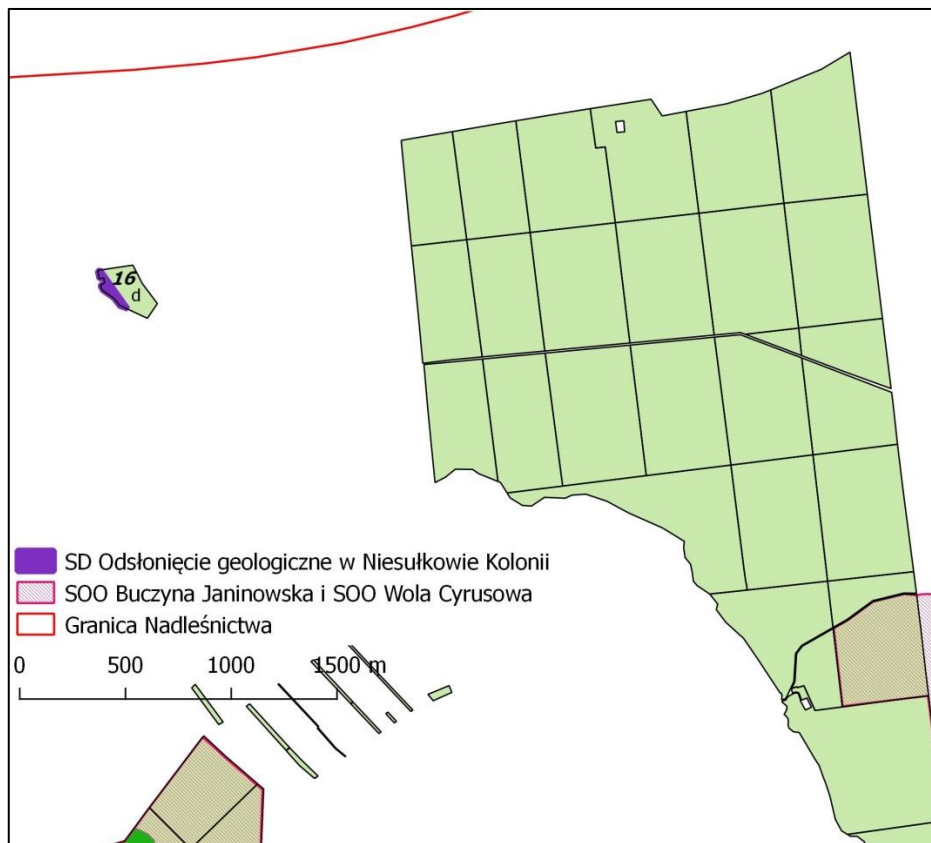 16
d
SD Odsłonięcie geologiczne w Niesułkowie Kolonii
SOO Buczyna Janinowska i SOO Wola Cyrusowa
Granica Nadleśnictwa
0 500 1000 1500 m